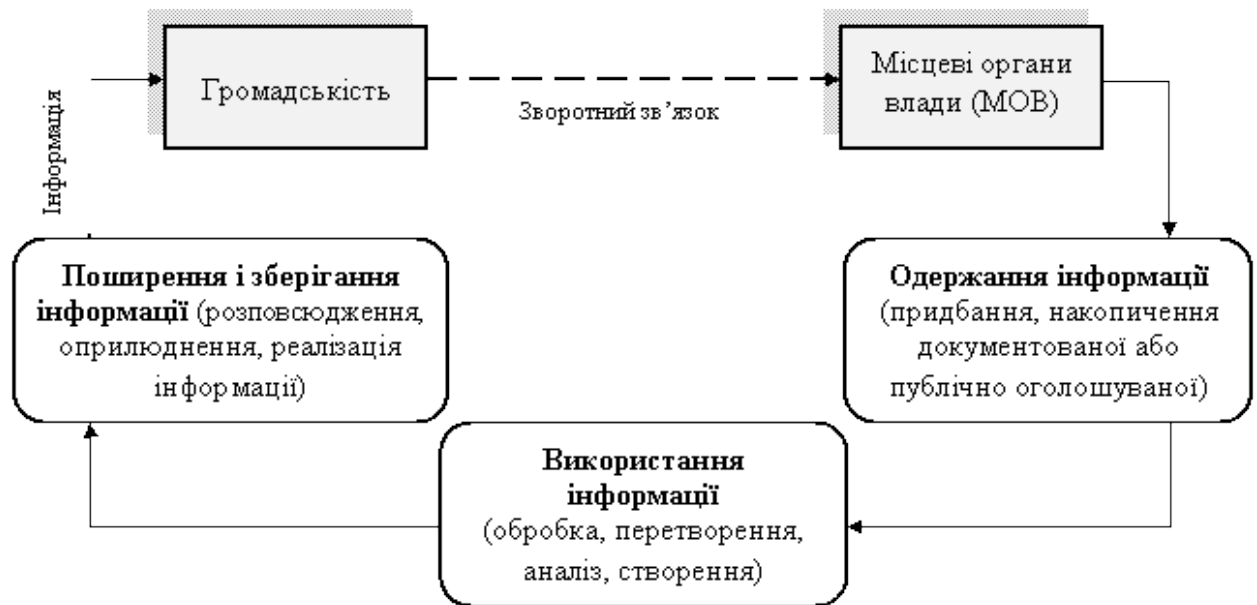 Громадськість
Зворотний зв’язок
Місцеві органи
влади (МОВ)
Інформація
Поширення і зберігання
інформації (розповсюдження,
оприлюднення, реалізація
інформації)
Одержання інформації
(придбання, накопичення
документованої або
публічно оголошуваної)
Використання
інформації
(обробка, перетворення,
аналіз, створення)